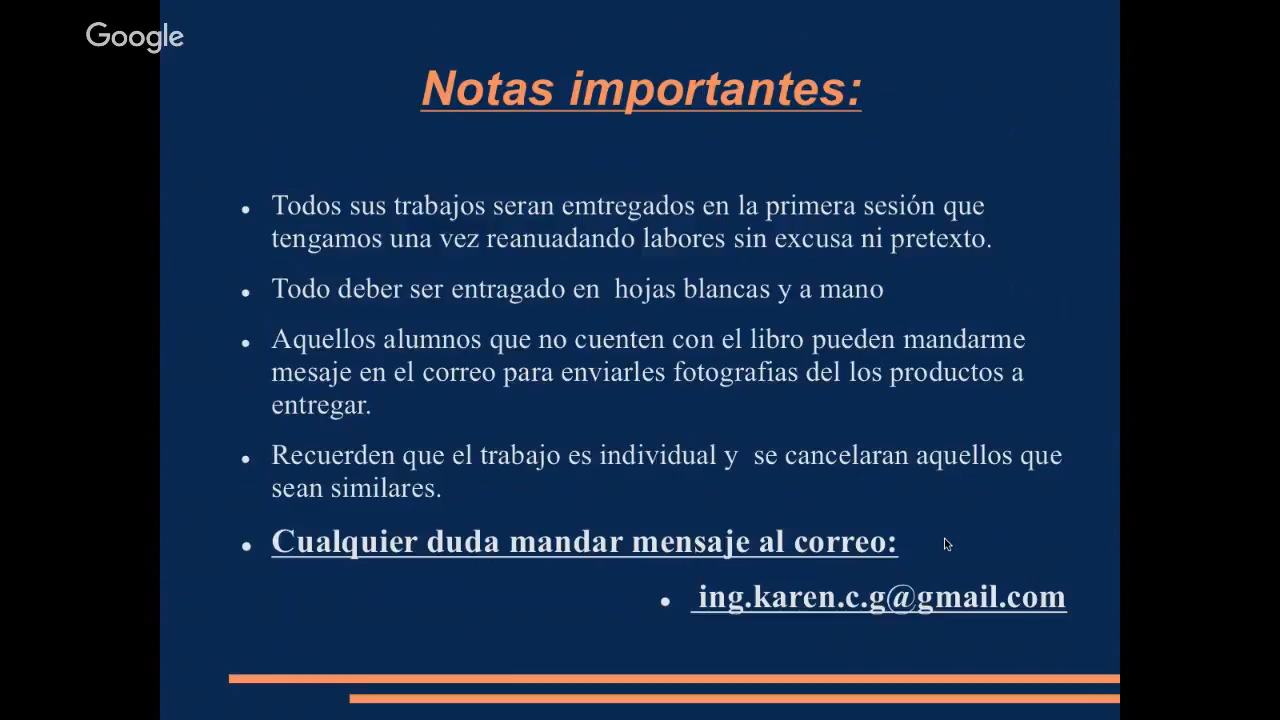 Google
Notas importantes:
Todos sus trabajos seran emtregados en la primera sesión que
tengamos una vez reanuadando labores sin excusa ni pretexto.
Todo deber ser entragado en  hojas blancas y a mano
Aquellos alumnos que no cuenten con el libro pueden mandarme
mesaje en el correo para enviarles fotografias del los productos a
entregar.
Recuerden que el trabajo es individual y  se cancelaran aquellos que
sean similares.
Cualquier duda mandar mensaje al correo:
ing.karen.c.g@gmail.com